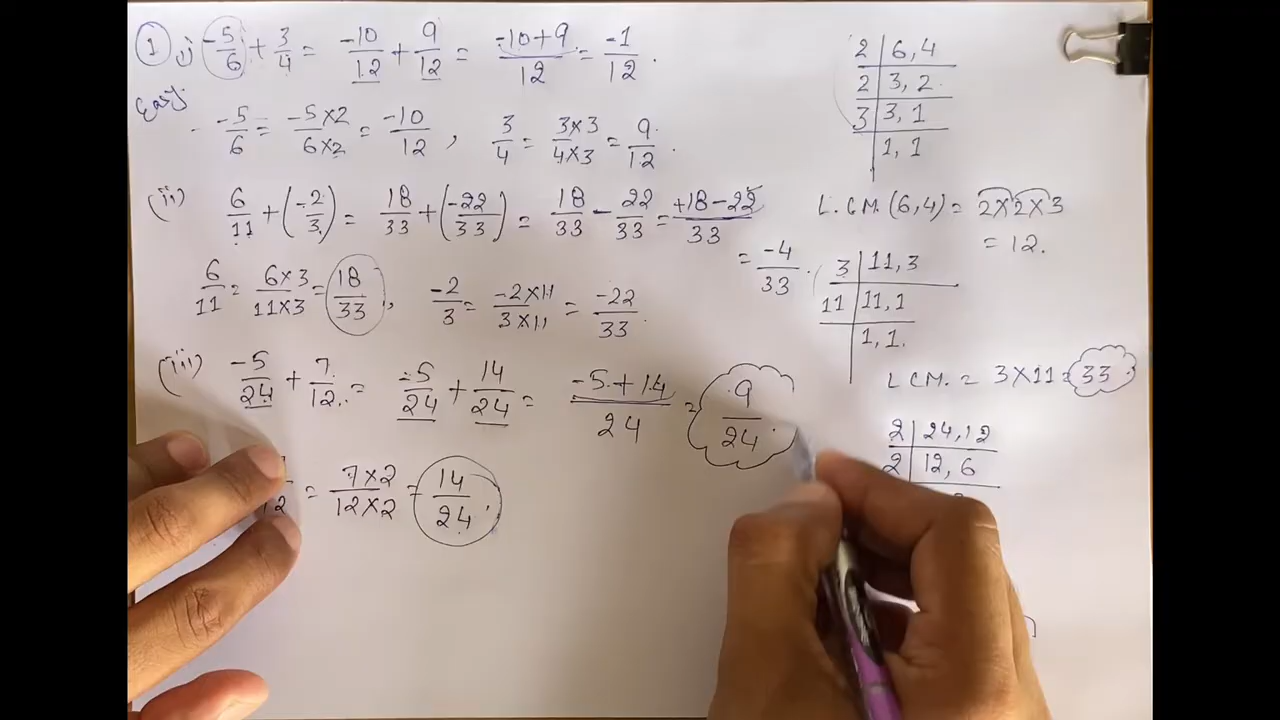 1 i) -5/6 + 3/4 = -10/12 + 9/12 = -10+9/12 = -1/12.
Easy.
-5/6 = -5×2/6×2 = -10/12, 3/4 = 3×3/4×3 = 9/12.
(ii) 6/11 + (-2/3) = 18/33 + (-22/33) = 18/33 - 22/33 = +18-22/33
= -4/33.
6/11 = 6×3/11×3 = 18/33, -2/3 = -2×11/3×11 = -22/33.
(iii) -5/24 + 7/12 = -5/24 + 14/24 = -5+14/24 = 9/24.
= 7×2/12×2 = 14/24.
2 | 6, 4
2 | 3, 2
3 | 3, 1
1, 1
L.C.M. (6,4) = 2×2×3
= 12.
3 | 11, 3
11 | 11, 1
1, 1.
LCM. = 3×11 = 33.
2 | 24, 12
2 | 12, 6